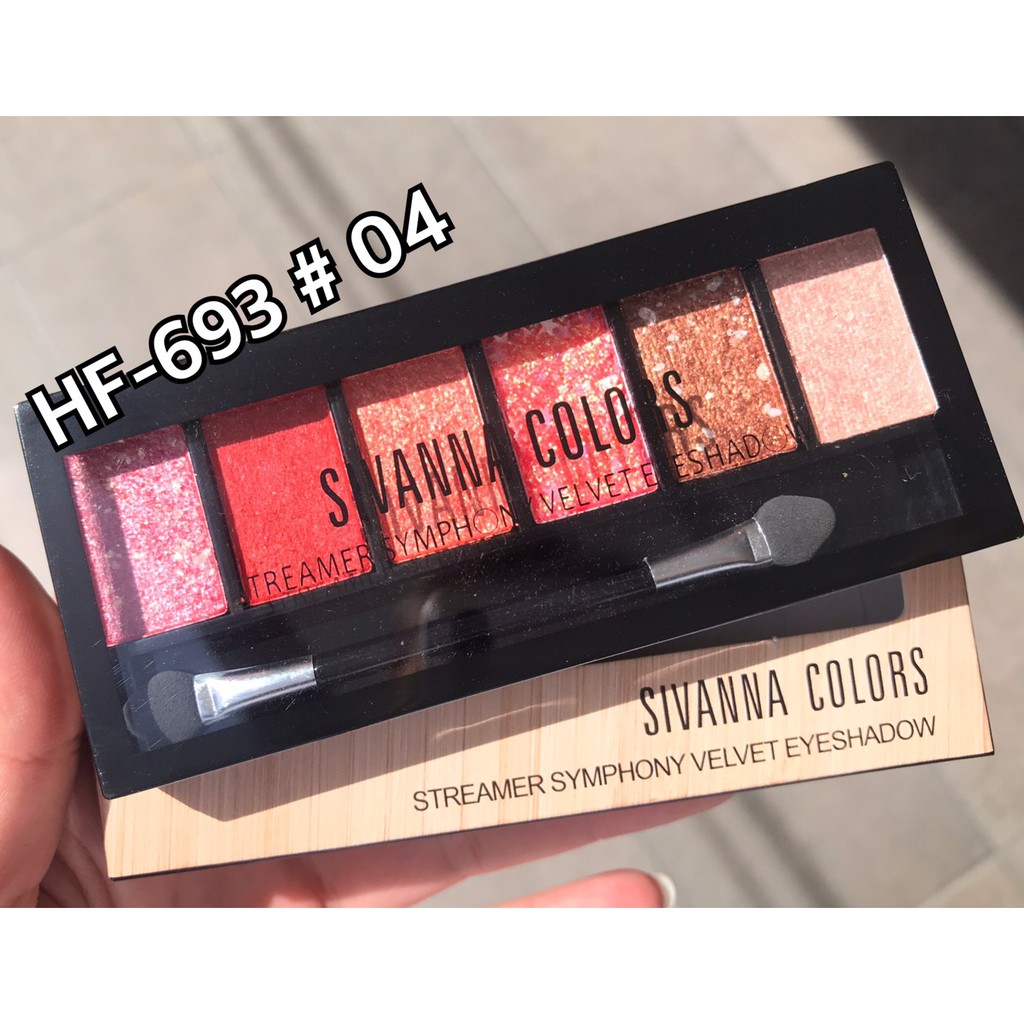 HF-693 # 04
SIVANNA COLORS
STREAMER SYMPHONY VELVET EYESHADOW
SIVANNA COLORS
STREAMER SYMPHONY VELVET EYESHADOW